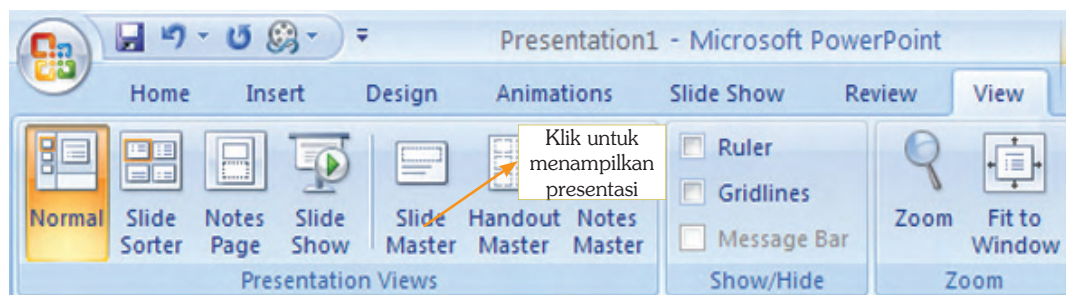 Presentation1 - Microsoft PowerPoint
Home Insert Design Animations Slide Show Review View
Klik untuk
menampilkan
presentasi
Normal
Slide
Sorter
Notes
Page
Slide
Show
Slide
Master
Handout
Master
Notes
Master
Presentation Views
Ruler
Gridlines
Message Bar
Show/Hide
Zoom
Fit to
Window
Zoom